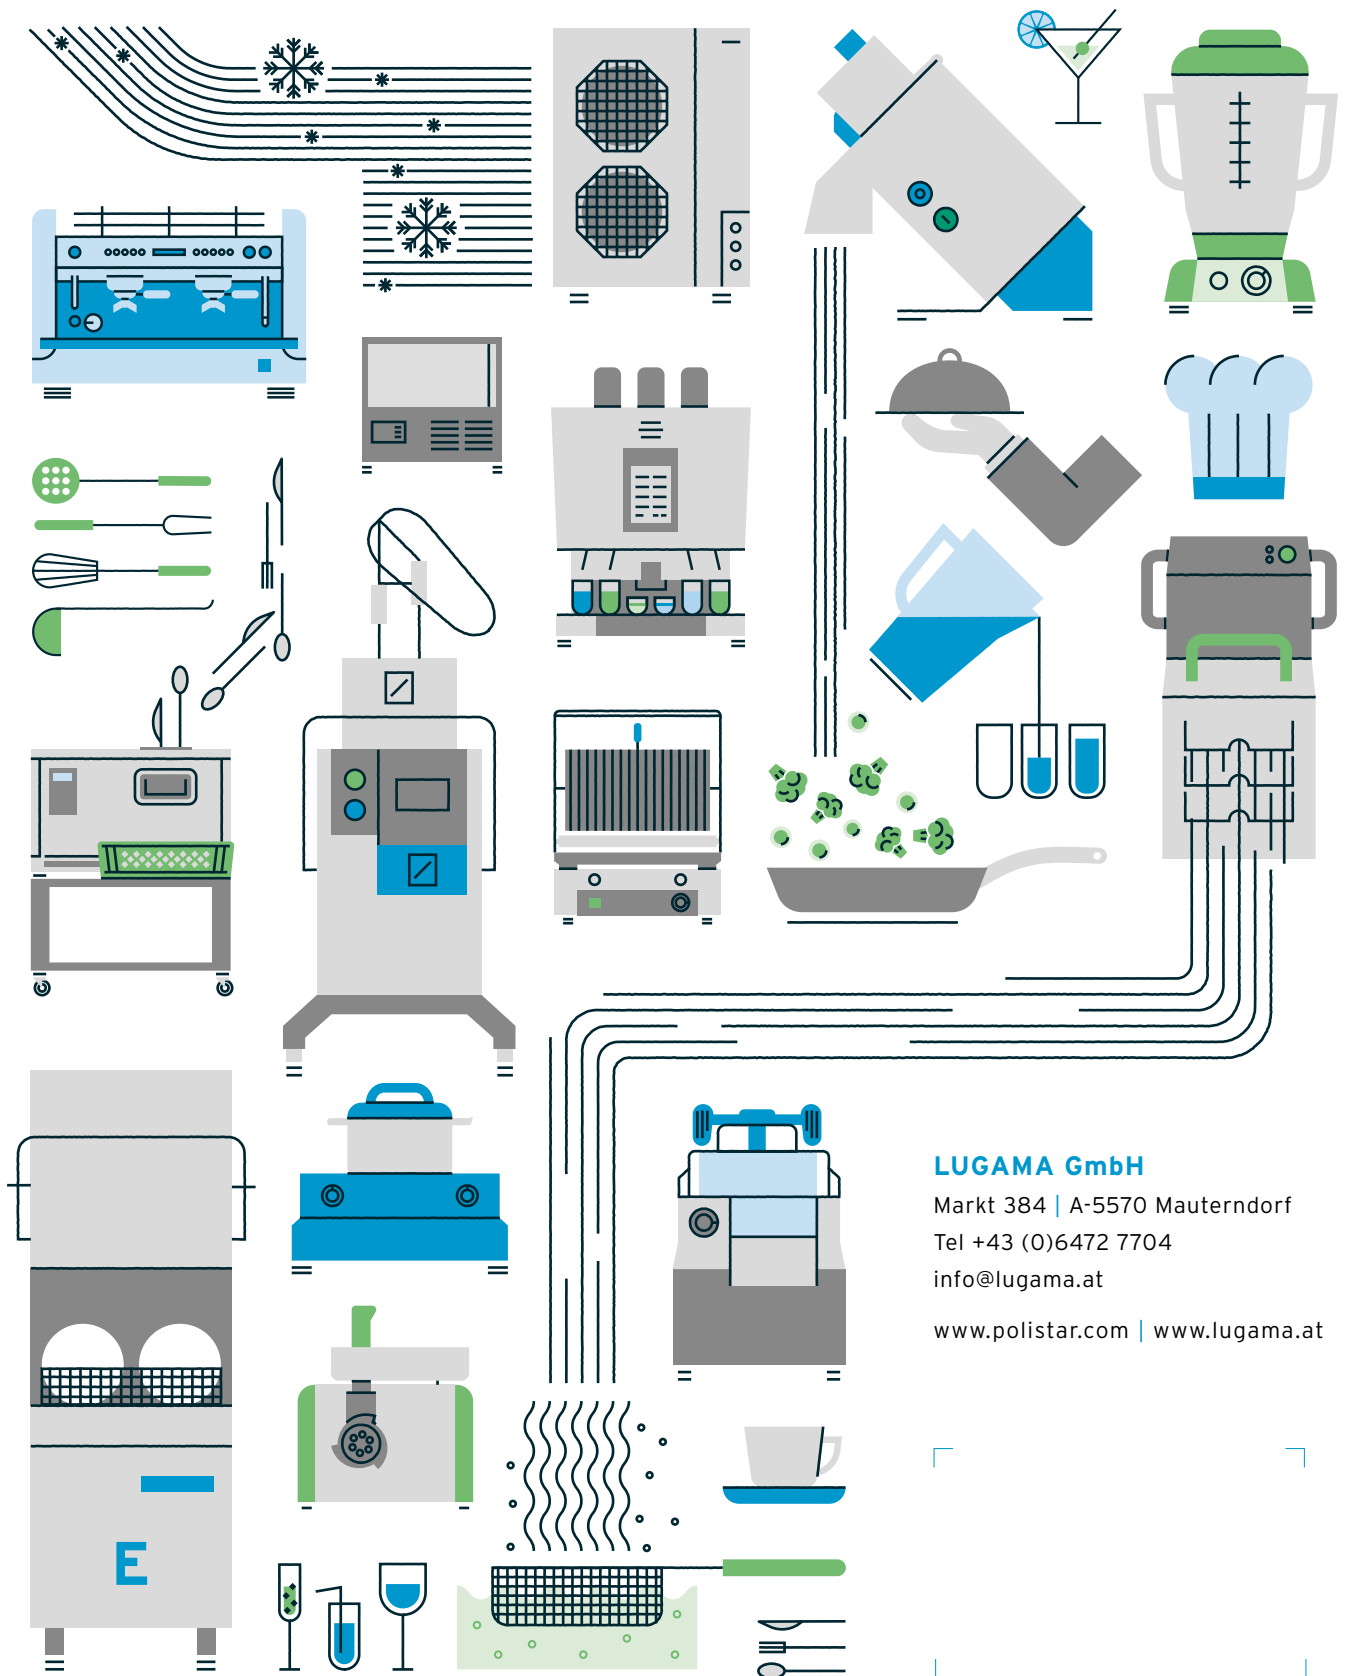 LUGAMA GmbH
Markt 384 | A-5570 Mauterndorf
Tel +43 (0)6472 7704
info@lugama.at
www.polistar.com | www.lugama.at
E